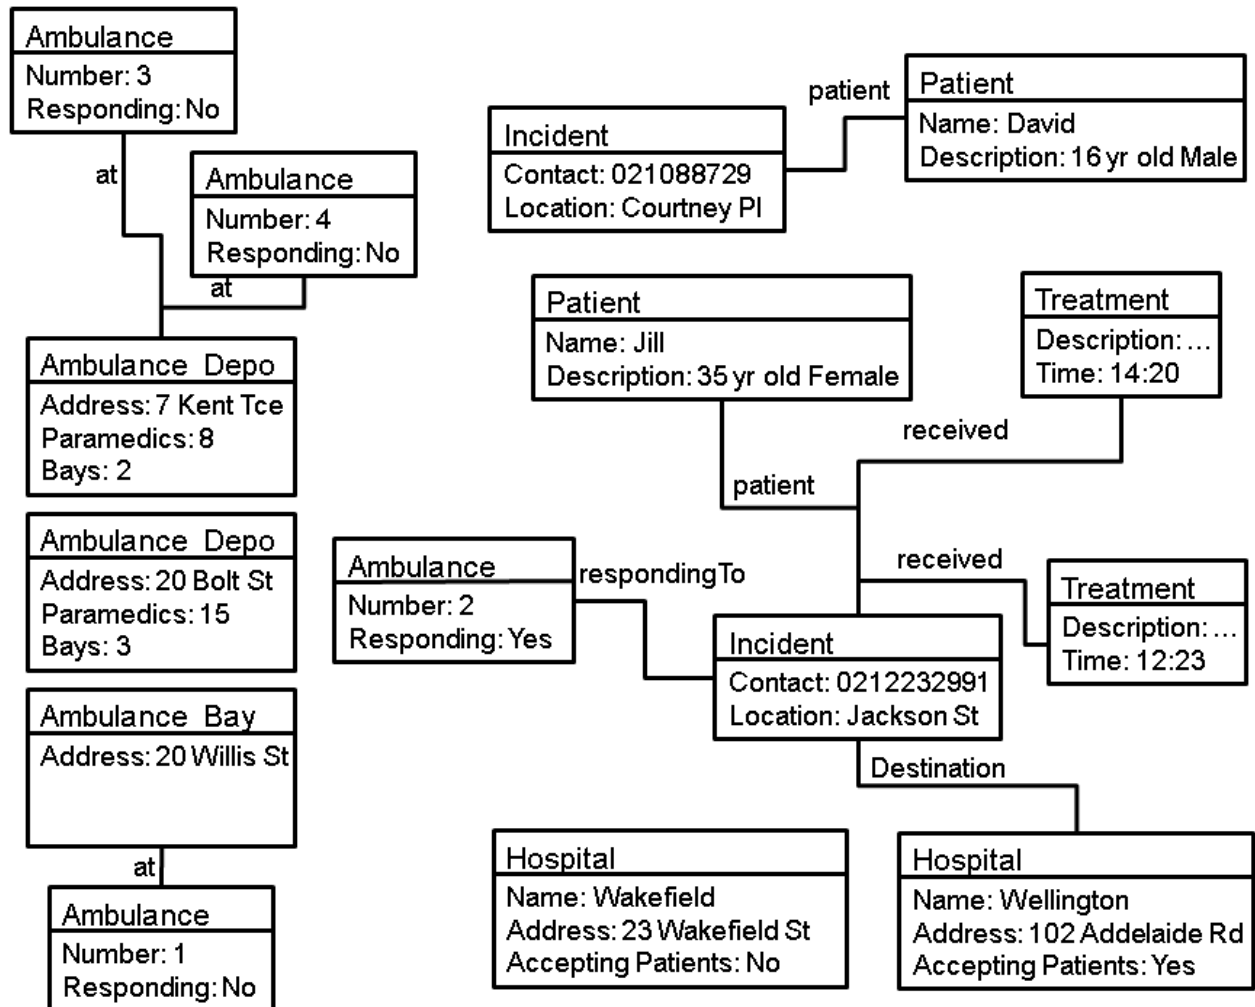 Ambulance
Number: 3
Responding: No
at
Ambulance
Number: 4
Responding: No
at
Ambulance Depo
Address: 7 Kent Tce
Paramedics: 8
Bays: 2
Ambulance Depo
Address: 20 Bolt St
Paramedics: 15
Bays: 3
Ambulance Bay
Address: 20 Willis St
at
Ambulance
Number: 1
Responding: No
Incident
Contact: 021088729
Location: Courtney Pl
patient
Patient
Name: David
Description: 16 yr old Male
Patient
Name: Jill
Description: 35 yr old Female
patient
Treatment
Description: ...
Time: 14:20
received
received
Treatment
Description: ...
Time: 12:23
Ambulance
Number: 2
Responding: Yes
respondingTo
Incident
Contact: 0212232991
Location: Jackson St
Destination
Hospital
Name: Wakefield
Address: 23 Wakefield St
Accepting Patients: No
Hospital
Name: Wellington
Address: 102 Addelaide Rd
Accepting Patients: Yes